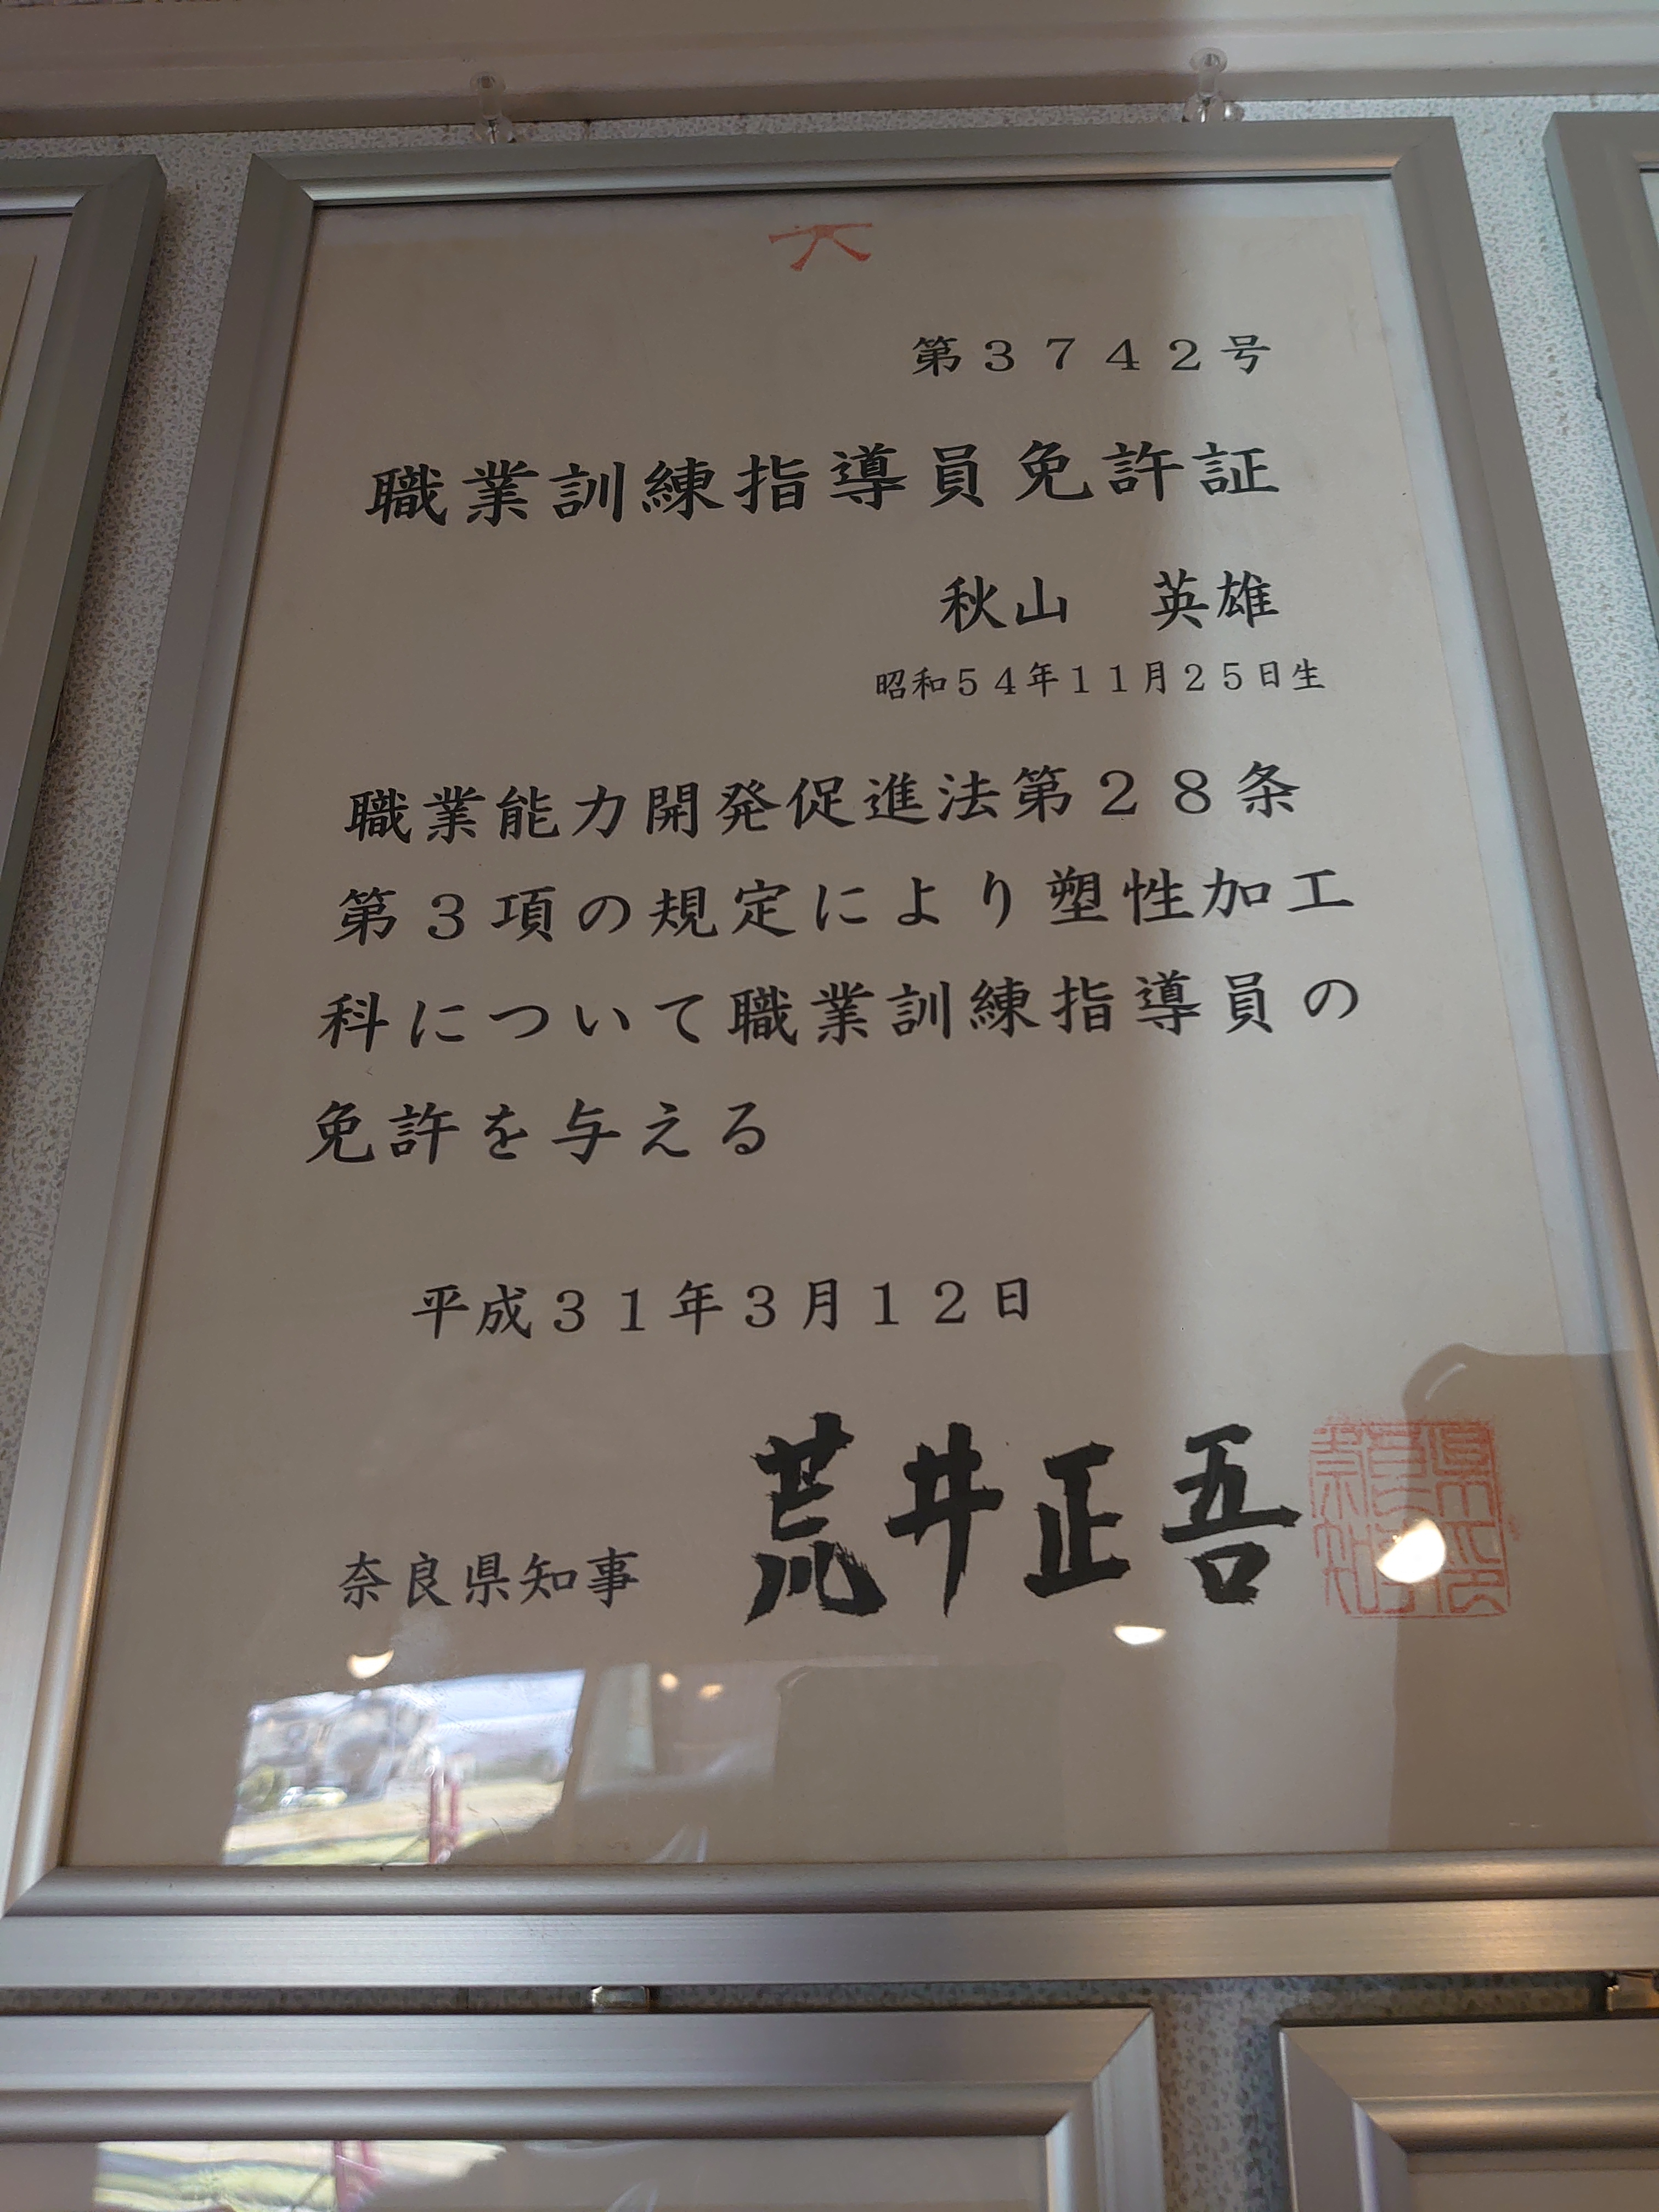 第３７４２号
職業訓練指導員免許証
秋山　英雄
昭和５４年１１月２５日生
職業能力開発促進法第２８条
第３項の規定により塑性加工
科について職業訓練指導員の
免許を与える
平成３１年３月１２日
奈良県知事　荒井正吾